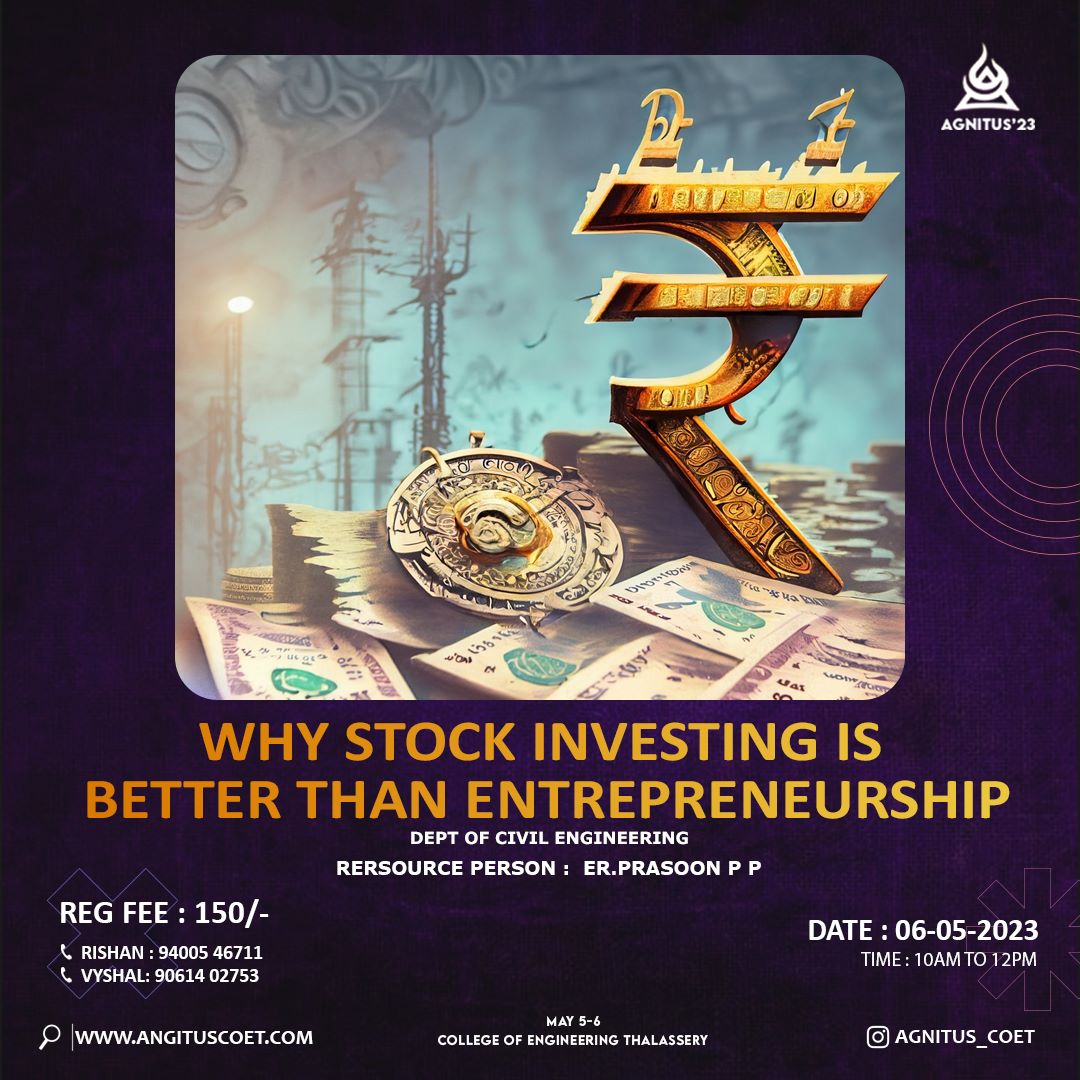 AGNITUS'23
WHY STOCK INVESTING IS
BETTER THAN ENTREPRENEURSHIP
DEPT OF CIVIL ENGINEERING
RERSOURCE PERSON : ER.PRASOON P P
REG FEE : 150/-
RISHAN : 94005 46711
VYSHAL: 90614 02753
DATE : 06-05-2023
TIME : 10AM TO 12PM
WWW.ANGITUSCOET.COM
MAY 5-6
COLLEGE OF ENGINEERING THALASSERY
AGNITUS_COET